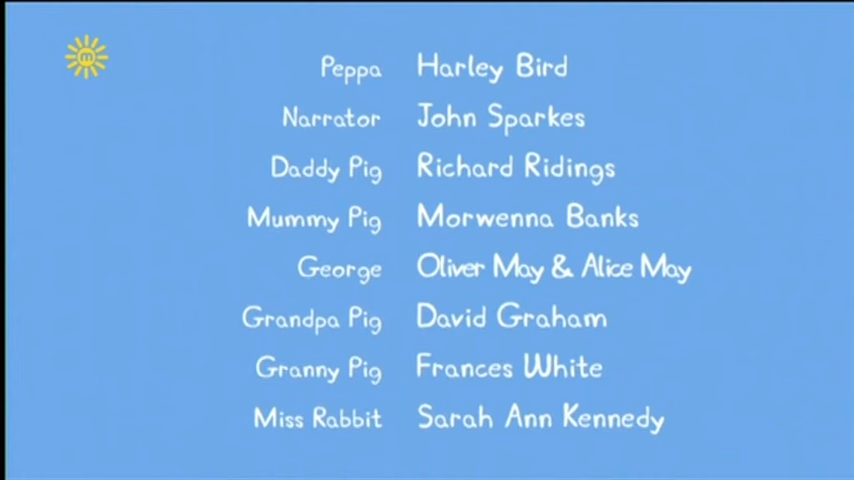 m
Peppa Harley Bird
Narrator John Sparkes
Daddy Pig Richard Ridings
Mummy Pig Morwenna Banks
George Oliver May & Alice May
Grandpa Pig David Graham
Granny Pig Frances White
Miss Rabbit Sarah Ann Kennedy